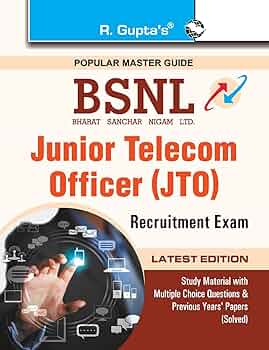 R. Gupta's®
POPULAR MASTER GUIDE
BSNL
BHARAT SANCHAR NIGAM LTD.
Junior Telecom
Officer (JTO)
Recruitment Exam
LATEST EDITION
Study Material with
Multiple Choice Questions &
Previous Years' Papers
(Solved)